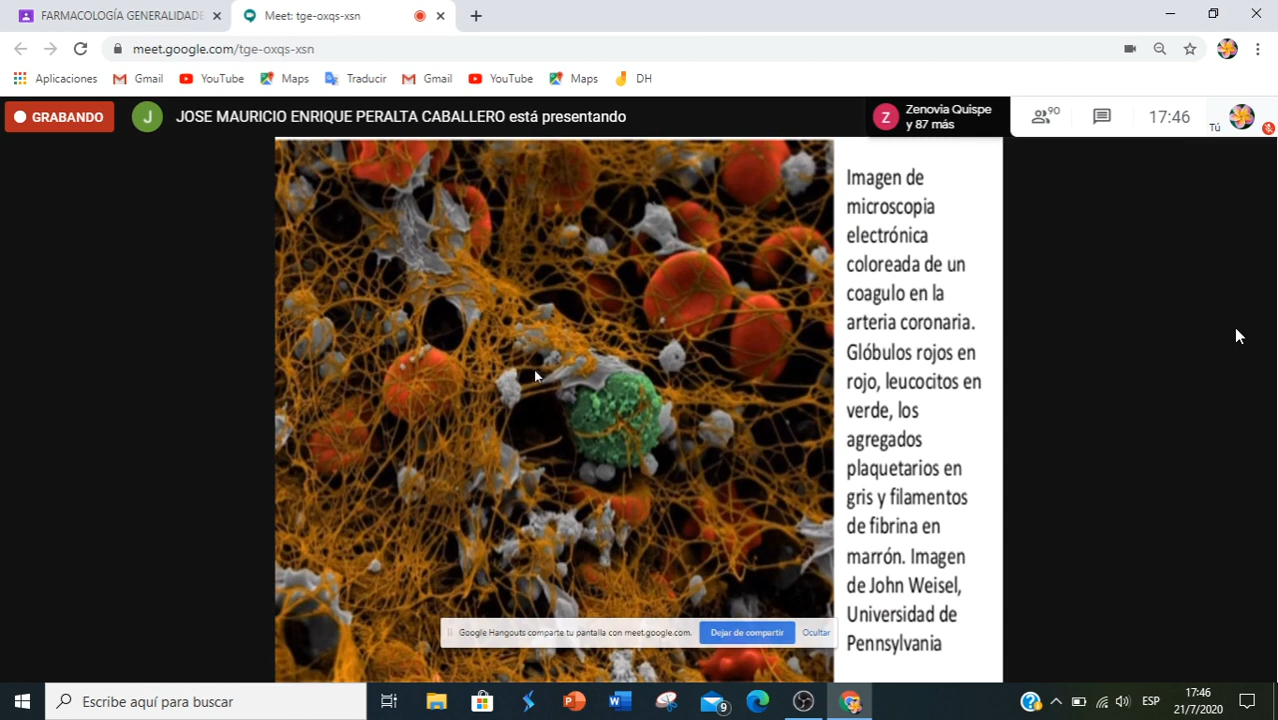 FARMACOLOGÍA GENERALIDADE
Meet: tge-oxqs-xsn
meet.google.com/tge-oxqs-xsn
Aplicaciones
Gmail
YouTube
Maps
Traducir
Gmail
YouTube
Maps
DH
GRABANDO
J
JOSE MAURICIO ENRIQUE PERALTA CABALLERO está presentando
Z
Zenovia Quispe
y 87 más
90
17:46
Tú
Imagen de
microscopia
electrónica
coloreada de un
coagulo en la
arteria coronaria.
Glóbulos rojos en
rojo, leucocitos en
verde, los
agregados
plaquetarios en
gris y filamentos
de fibrina en
marrón. Imagen
de John Weisel,
Universidad de
Pennsylvania
Google Hangouts comparte tu pantalla con meet.google.com.
Dejar de compartir
Ocultar
Escribe aquí para buscar
9
ESP
17:46
21/7/2020